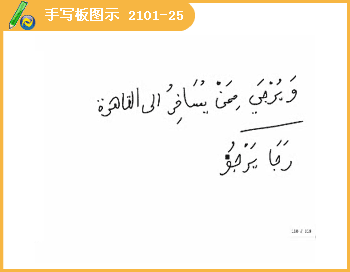 手写板图示 2101-25
وَيُرْجَى مِمَنْ يُسَافِرُ الى القاهرة
رَجَا يَرْجُو